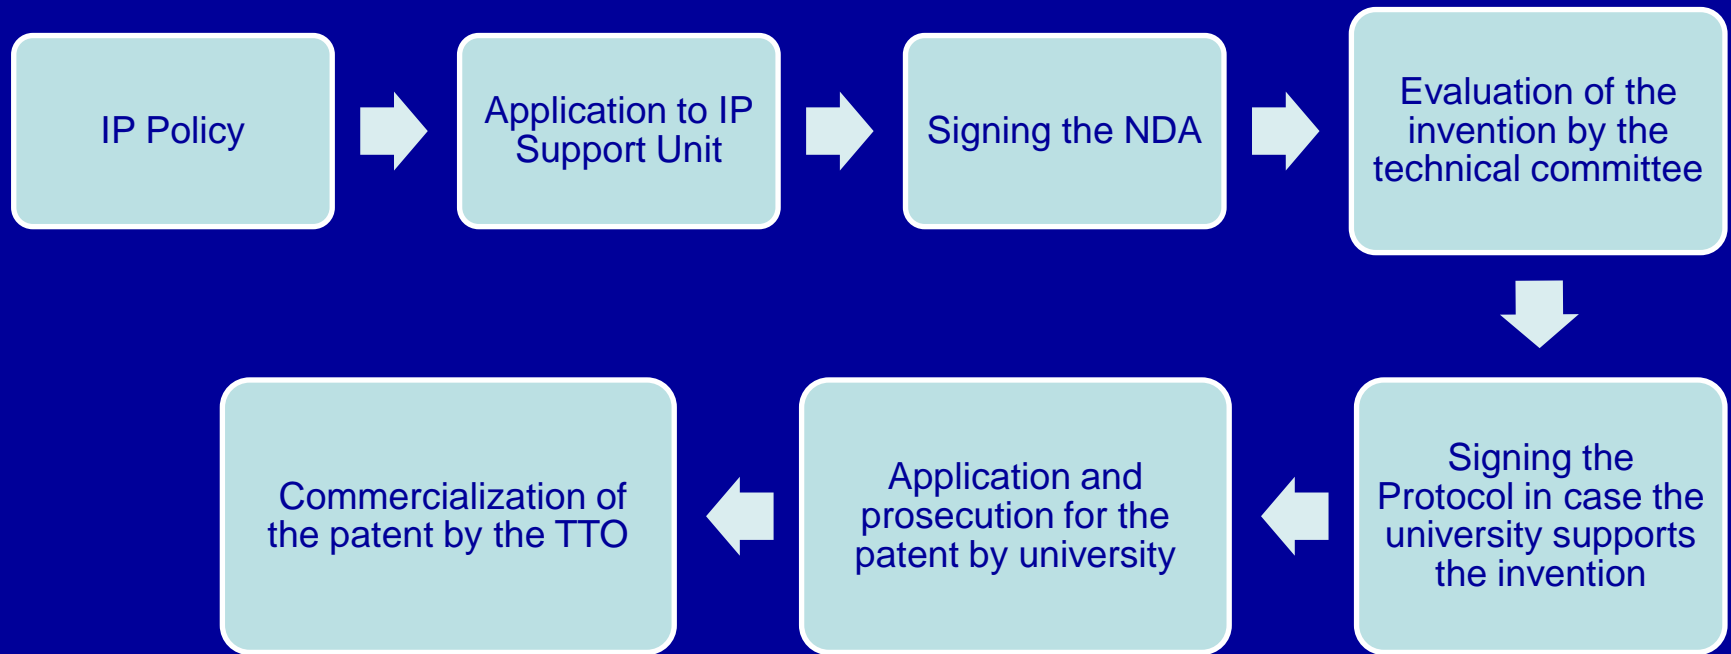 IP Policy
Application to IP
Support Unit
Signing the NDA
Evaluation of the
invention by the
technical committee
Signing the
Protocol in case the
university supports
the invention
Application and
prosecution for the
patent by university
Commercialization of
the patent by the TTO